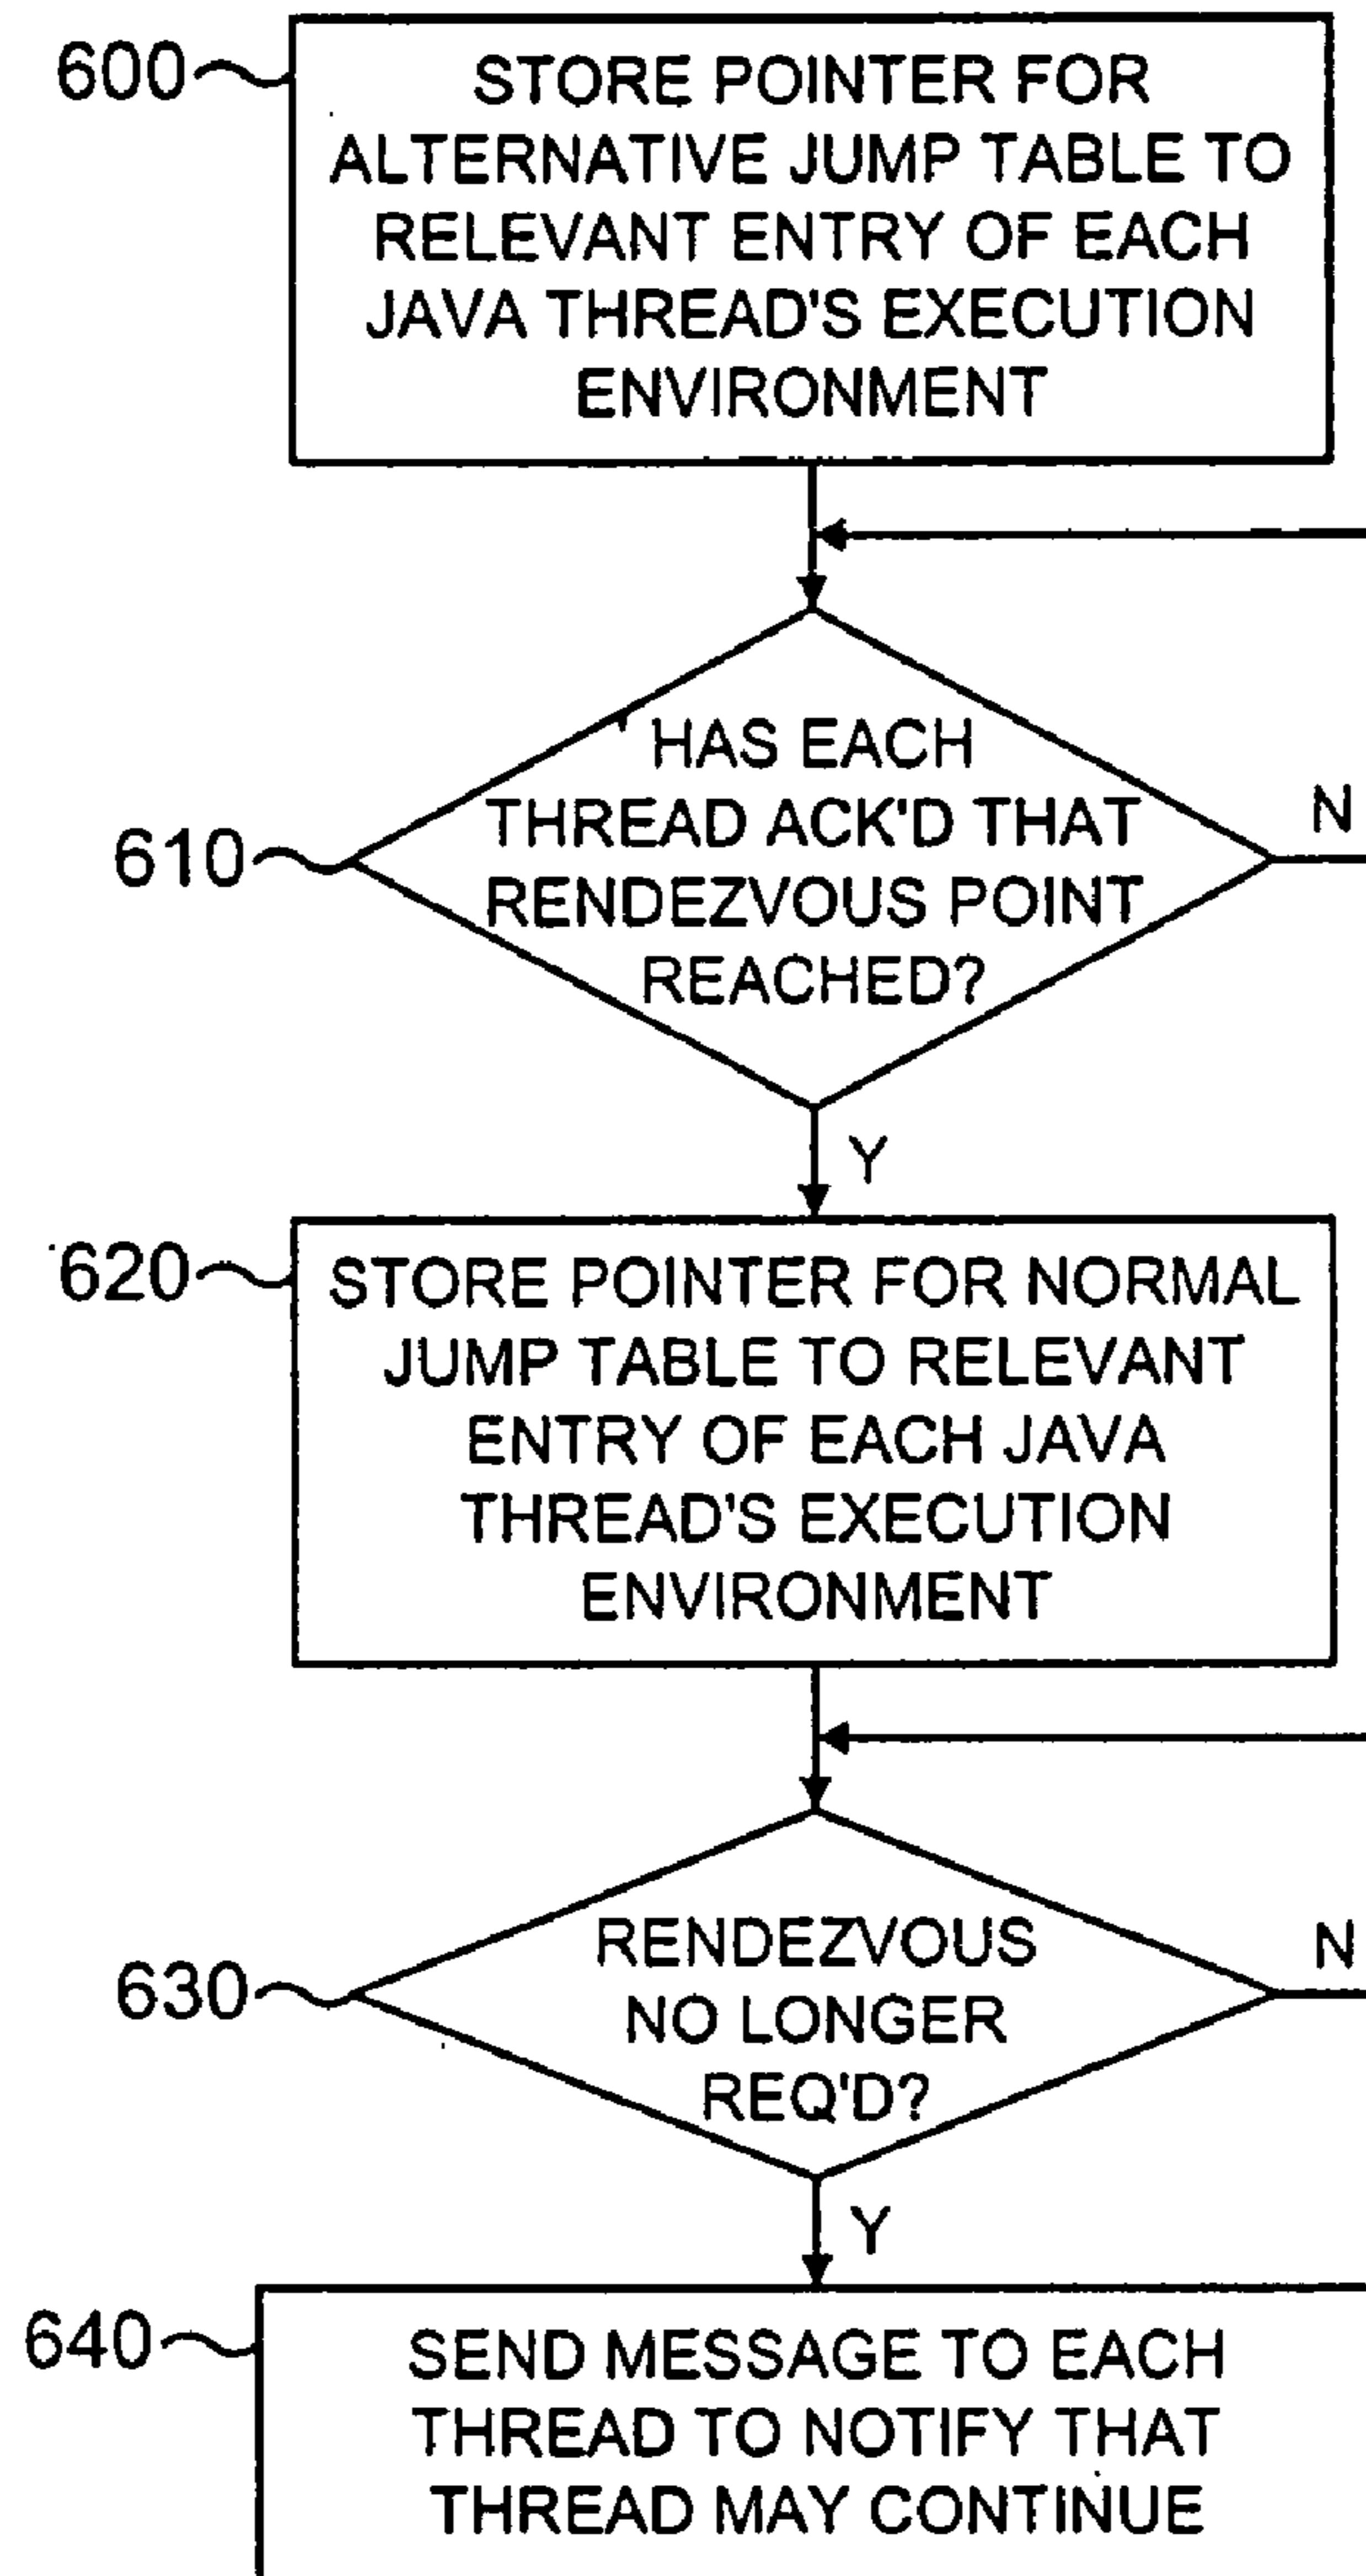 600
STORE POINTER FOR
ALTERNATIVE JUMP TABLE TO
RELEVANT ENTRY OF EACH
JAVA THREAD'S EXECUTION
ENVIRONMENT
HAS EACH
THREAD ACK'D THAT
RENDEZVOUS POINT
REACHED?
610
N
Y
620
STORE POINTER FOR NORMAL
JUMP TABLE TO RELEVANT
ENTRY OF EACH JAVA
THREAD'S EXECUTION
ENVIRONMENT
630
RENDEZVOUS
NO LONGER
REQ'D?
N
Y
640
SEND MESSAGE TO EACH
THREAD TO NOTIFY THAT
THREAD MAY CONTINUE